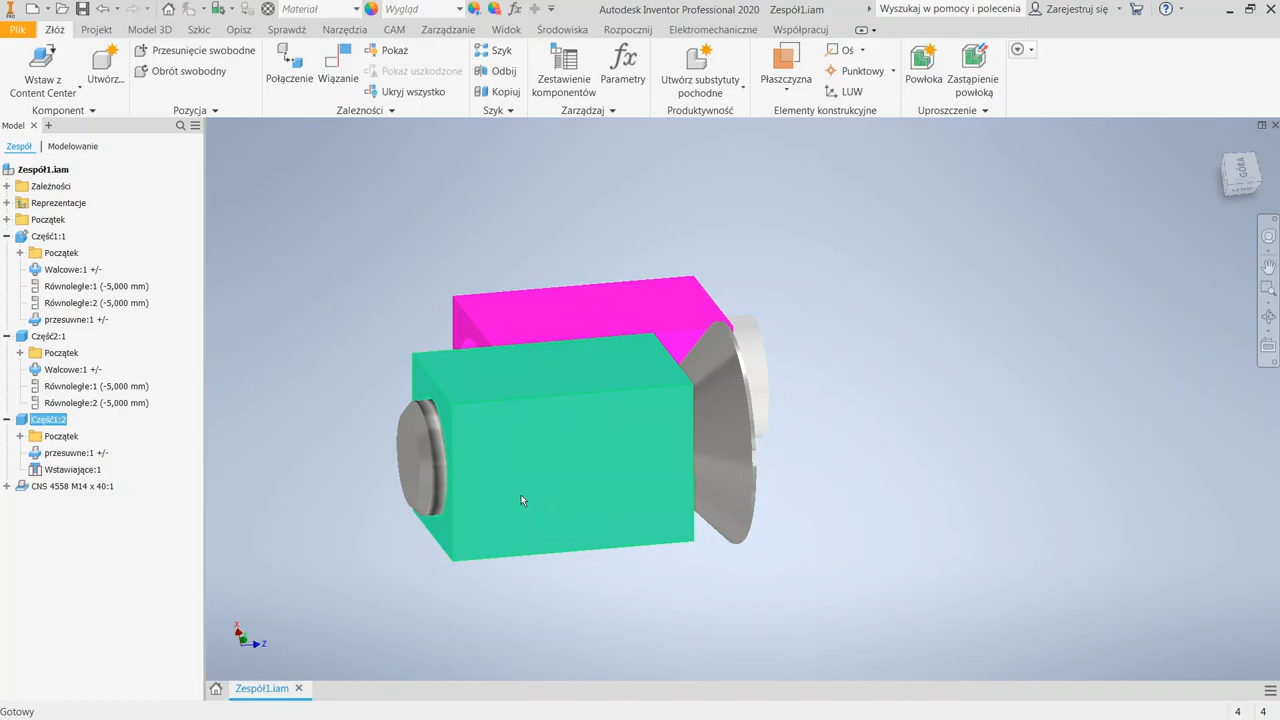 Materiał Wygląd Autodesk Inventor Professional 2020 Zespół1.iam Wyszukaj w pomocy i polecenia Zarejestruj się
Plik Złóż Projekt Model 3D Szkic Opisz Sprawdź Narzędzia CAM Zarządzanie Widok Środowiska Rozpocznij Elektromechaniczne Współpracuj
Wstaw z Content Center
Utwórz...
Przesunięcie swobodne
Obrót swobodny
Połączenie
Wiązanie
Pokaż
Pokaż uszkodzone
Ukryj wszystko
Szyk
Odbij
Kopiuj
Zestawienie komponentów
Parametry
Utwórz substytuty pochodne
Płaszczyzna
Oś
Punktowy
LUW
Powłoka
Zastąpienie powłoką
Komponent Pozycja Zależności Szyk Zarządzaj Produktywność Elementy konstrukcyjne Uproszczenie
Model
Zespół Modelowanie
Zespół1.iam
Zależności
Reprezentacje
Początek
Część1:1
Początek
Walcowe:1 +/-
Równoległe:1 (-5,000 mm)
Równoległe:2 (-5,000 mm)
przesuwne:1 +/-
Część2:1
Początek
Walcowe:1 +/-
Równoległe:1 (-5,000 mm)
Równoległe:2 (-5,000 mm)
Część1:2
Początek
przesuwne:1 +/-
Wstawiające:1
CNS 4558 M14 x 40:1
GÓRA
X
Z
Zespół1.iam
Gotowy 4 4